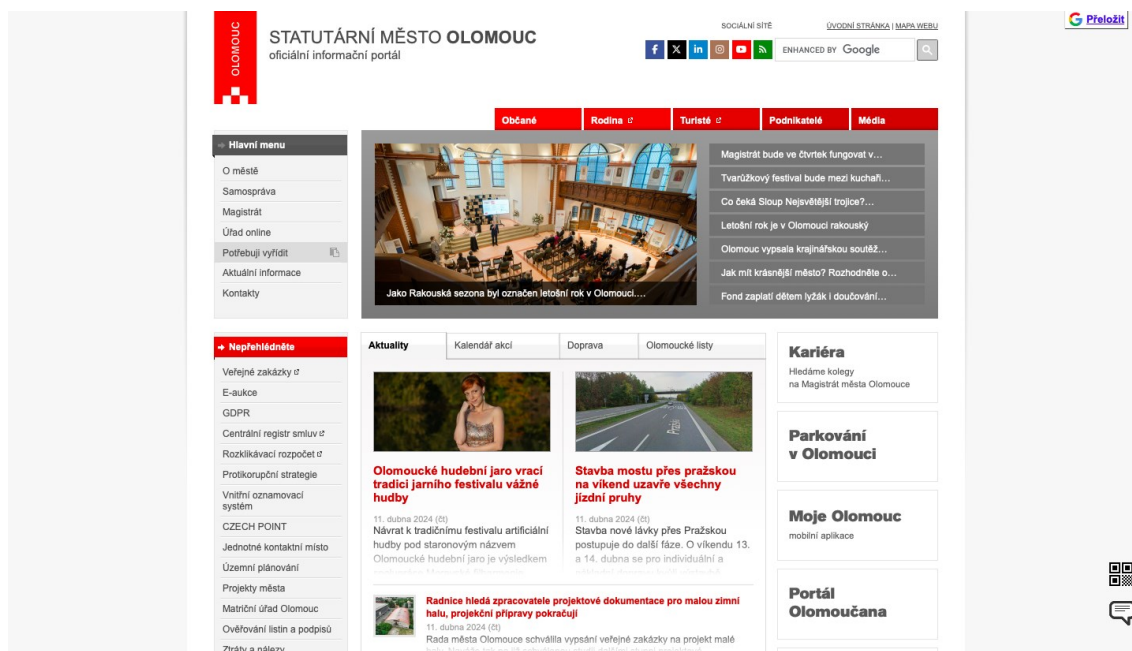 OLOMOUC
STATUTÁRNÍ MĚSTO OLOMOUC
oficiální informační portál
SOCIÁLNÍ SÍTĚ
ÚVODNÍ STRÁNKA | MAPA WEBU
ENHANCED BY Google
Přeložit
Občané
Rodina
Turisté
Podnikatelé
Média
Hlavní menu
O městě
Samospráva
Magistrát
Úřad online
Potřebuji vyřídit
Aktuální informace
Kontakty
Jako Rakouská sezona byl označen letošní rok v Olomouci....
Magistrát bude ve čtvrtek fungovat v...
Tvarůžkový festival bude mezi kuchaři...
Co čeká Sloup Nejsvětější trojice?...
Letošní rok je v Olomouci rakouský
Olomouc vypsala krajinářskou soutěž...
Jak mít krásnější město? Rozhodněte o...
Fond zaplatí dětem lyžák i doučování...
Nepřehlédněte
Veřejné zakázky
E-aukce
GDPR
Centrální registr smluv
Rozklikávací rozpočet
Protikorupční strategie
Vnitřní oznamovací
systém
CZECH POINT
Jednotné kontaktní místo
Územní plánování
Projekty města
Matriční úřad Olomouc
Ověřování listin a podpisů
Ztráty a nálezy
Aktuality
Kalendář akcí
Doprava
Olomoucké listy
Olomoucké hudební jaro vrací
tradici jarního festivalu vážné
hudby
11. dubna 2024 (čt)
Návrat k tradičnímu festivalu artificiální
hudby pod staronovým názvem
Olomoucké hudební jaro je výsledkem
Stavba mostu přes pražskou
na víkend uzavře všechny
jízdní pruhy
11. dubna 2024 (čt)
Stavba nové lávky přes Pražskou
postupuje do další fáze. O víkendu 13.
a 14. dubna se pro individuální a
Radnice hledá zpracovatele projektové dokumentace pro malou zimní
halu, projekční přípravy pokračují
11. dubna 2024 (čt)
Rada města Olomouce schválila vypsání veřejné zakázky na projekt malé
Kariéra
Hledáme kolegy
na Magistrát města Olomouce
Parkování
v Olomouci
Moje Olomouc
mobilní aplikace
Portál
Olomoučana